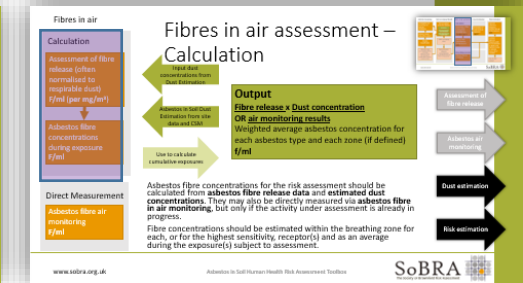 Fibres in air
Fibres in air assessment –
Calculation
Calculation
Assessment of fibre
release (often
normalised to
respirable dust)
F/ml (per mg/m³)
Asbestos fibre
concentrations
during exposure
F/ml
Direct Measurement
Asbestos fibre air
monitoring
F/ml
Input dust
concentrations from
Dust Estimation
Asbestos in Soil Dust
Estimation from site
data and CSM
Use to calculate
cumulative exposures
Output
Fibre release x Dust concentration
OR air monitoring results
Weighted average asbestos concentration for
each asbestos type and each zone (if defined)
f/ml
Assessment of
fibre release
Asbestos air
monitoring
Dust estimation
Risk estimation
Asbestos fibre concentrations for the risk assessment should be
calculated from asbestos fibre release data and estimated dust
concentrations. They may also be directly measured via asbestos fibre
in air monitoring, but only if the activity under assessment is already in
progress.
Fibre concentrations should be estimated within the breathing zone for
each, or for the highest sensitivity, receptor(s) and as an average
during the exposure(s) subject to assessment.
www.sobra.org.uk
Asbestos in Soil Human Health Risk Assessment Toolbox
SoBRA